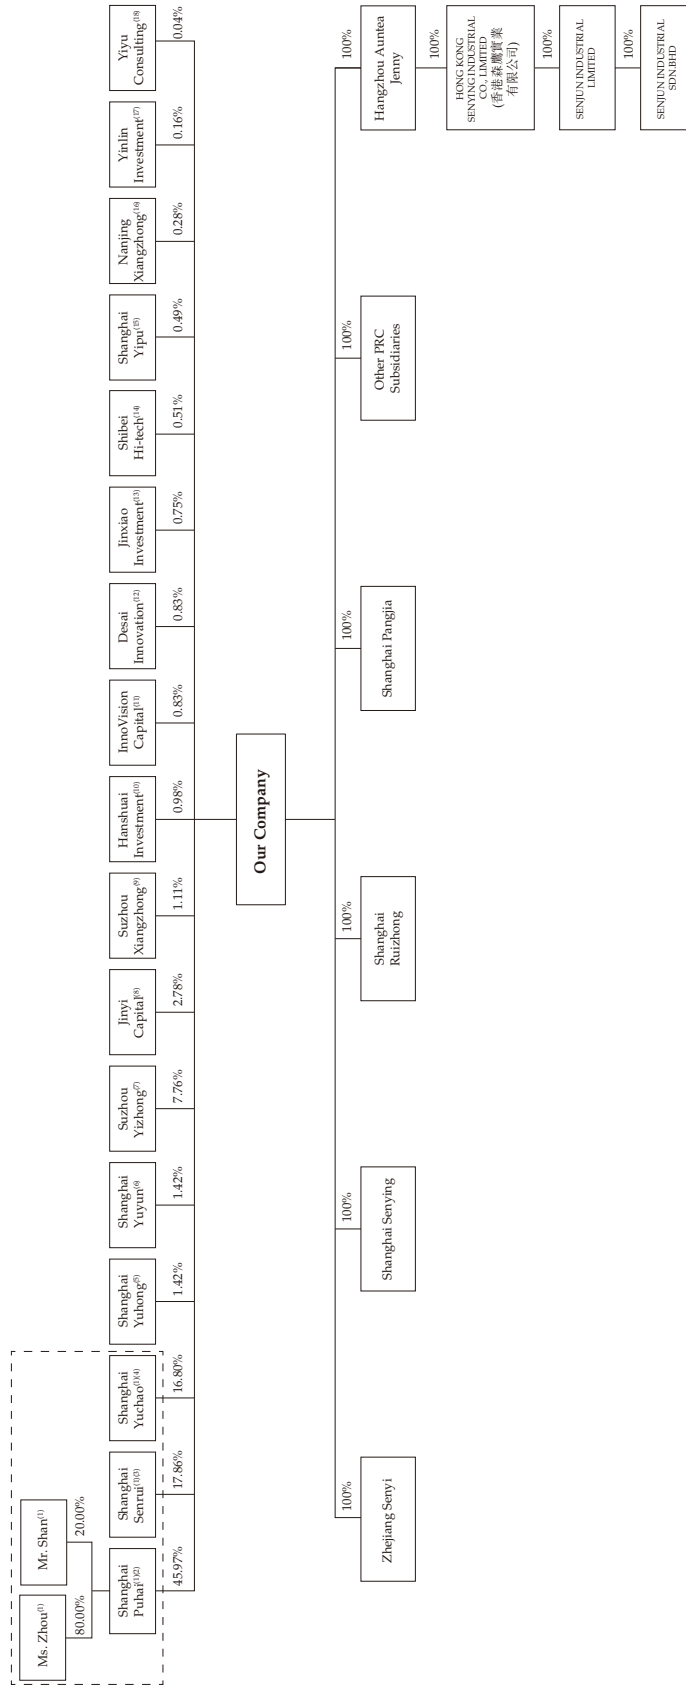 Ms. Zhou(1)
Mr. Shan(1)
80.00%
20.00%
Shanghai
Puhai(1)(2)
Shanghai
Senrui(1)(3)
Shanghai
Yuchao(1)(4)
Shanghai
Yuhong(5)
Shanghai
Yuyun(6)
Suzhou
Yizhong(7)
Jinyi
Capital(8)
Suzhou
Xiangzhong(9)
Hanshuai
Investment(10)
InnoVision
Capital(11)
Desai
Innovation(12)
Jinxiao
Investment(13)
Shibei
Hi-tech(14)
Shanghai
Yipu(15)
Nanjing
Xiangzhong(16)
Yinlin
Investment(17)
Yiyu
Consulting(18)
45.97%
17.86%
16.80%
1.42%
1.42%
7.76%
2.78%
1.11%
0.98%
0.83%
0.83%
0.75%
0.51%
0.49%
0.28%
0.16%
0.04%
Our Company
100%
100%
100%
100%
100%
100%
Zhejiang Senyi
Shanghai Senying
Shanghai
Ruizhong
Shanghai Pangjia
Other PRC
Subsidiaries
Hangzhou Auntea
Jenny
100%
HONG KONG
SENYING INDUSTRIAL
CO., LIMITED
(香港森鷹實業
有限公司)
100%
SENJUN INDUSTRIAL
LIMITED
100%
SENJUN INDUSTRIAL
SDN.BHD